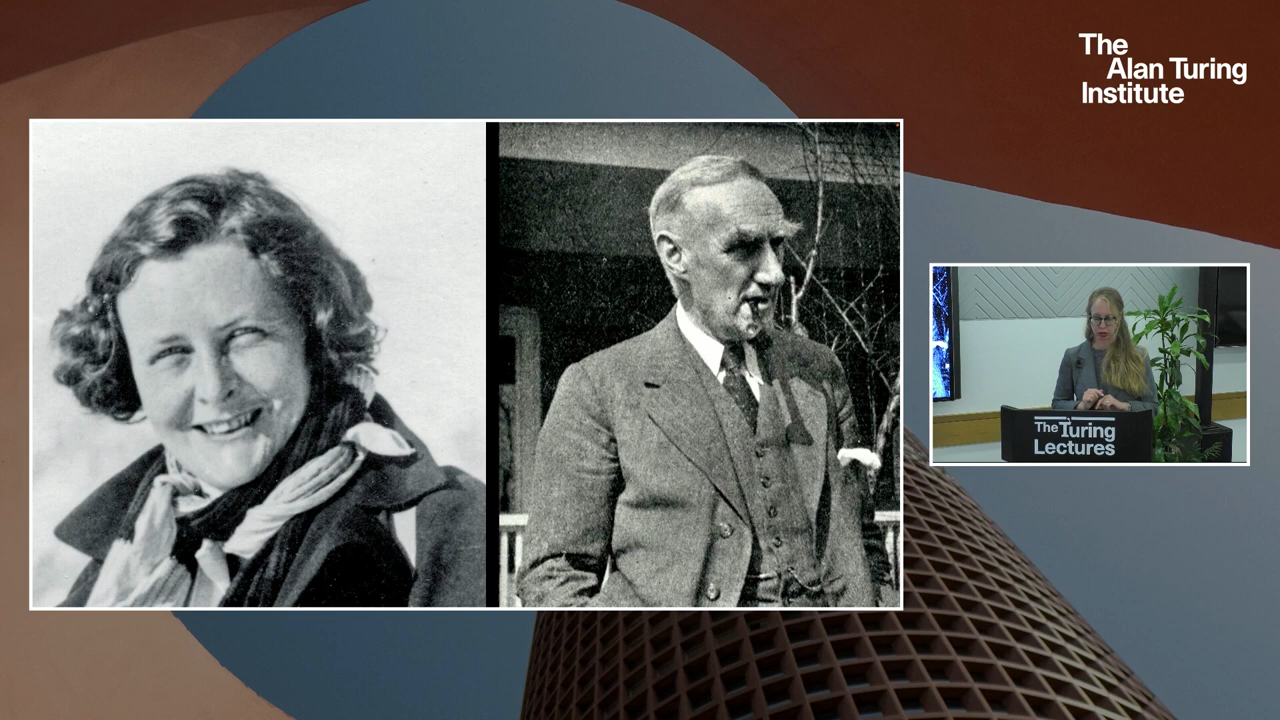 The
Alan Turing
Institute
The Turing
Lectures